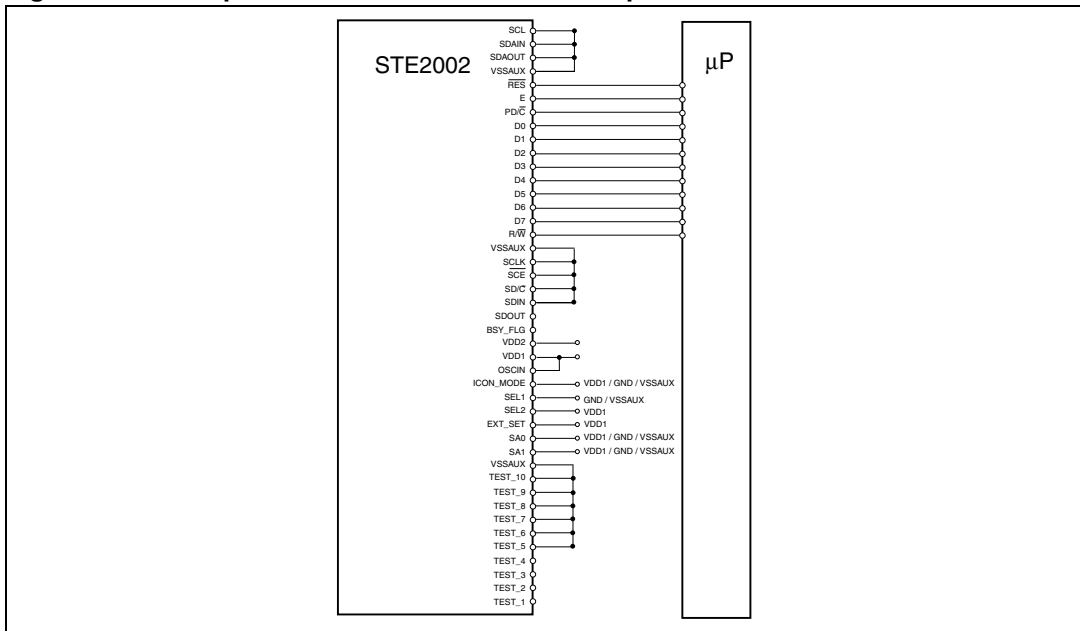 STE2002
μP
SCL
SDAIN
SDAOUT
VSSAUX
R̅E̅S̅
E
PD/C̅
D0
D1
D2
D3
D4
D5
D6
D7
R/W̅
VSSAUX
SCLK
S̅C̅E̅
SD/C̅
SDIN
SDOUT
BSY_FLG
VDD2
VDD1
OSCIN
ICON_MODE VDD1 / GND / VSSAUX
SEL1 GND / VSSAUX
SEL2 VDD1
EXT_SET VDD1
SA0 VDD1 / GND / VSSAUX
SA1 VDD1 / GND / VSSAUX
VSSAUX
TEST_10
TEST_9
TEST_8
TEST_7
TEST_6
TEST_5
TEST_4
TEST_3
TEST_2
TEST_1